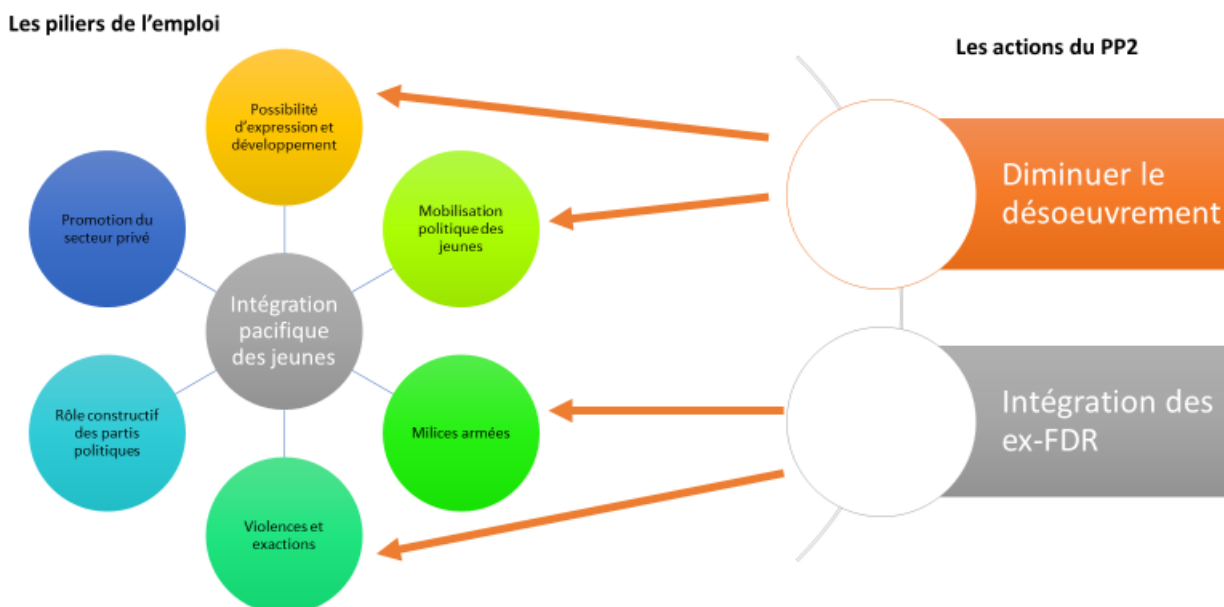 Les piliers de l'emploi
Les actions du PP2
Possibilité
d'expression et
développement
Promotion du
secteur privé
Mobilisation
politique des
jeunes
Intégration
pacifique
des jeunes
Rôle constructif
des partis
politiques
Milices armées
Violences et
exactions
Diminuer le
désoeuvrement
Intégration des
ex-FDR